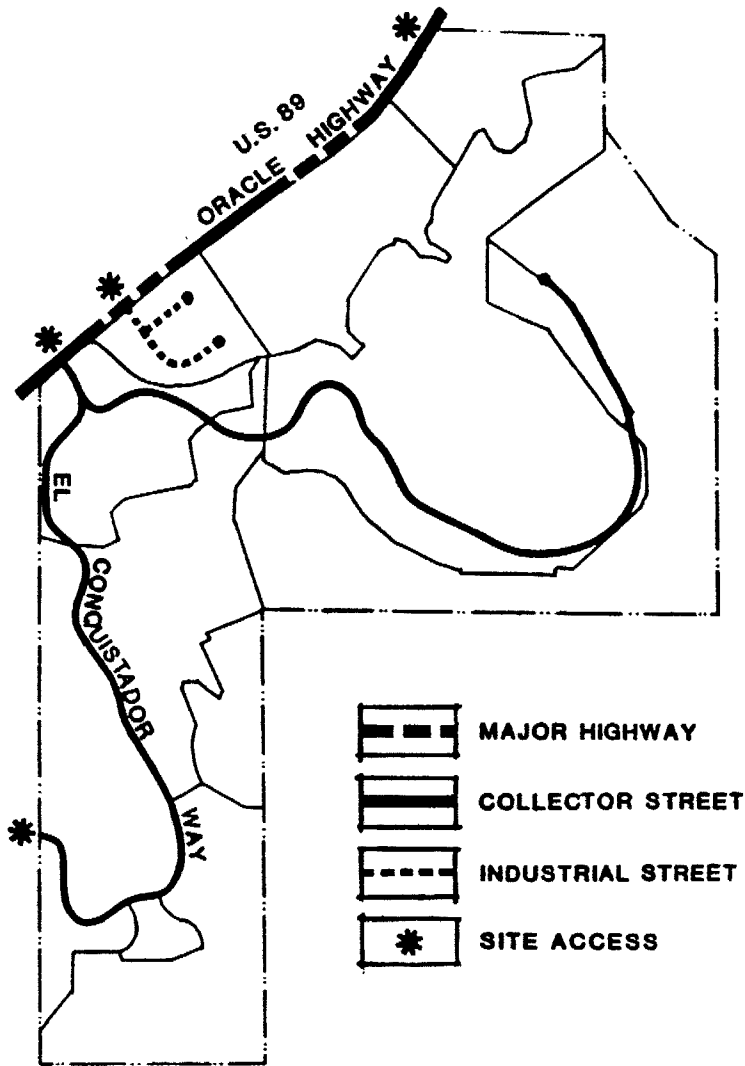 U.S. 89
ORACLE HIGHWAY
EL CONQUISTADOR WAY
MAJOR HIGHWAY
COLLECTOR STREET
INDUSTRIAL STREET
SITE ACCESS